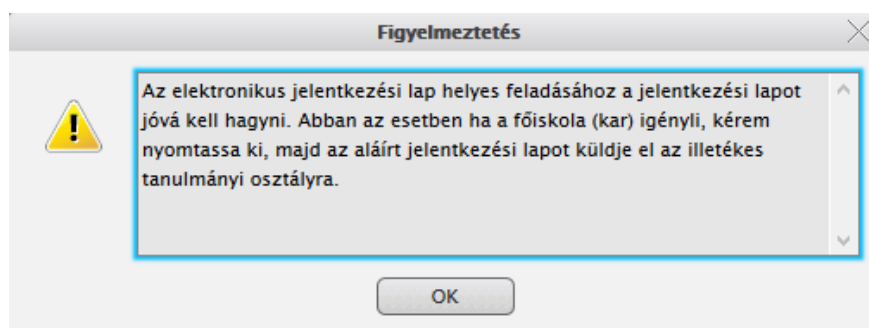 Figyelmeztetés
Az elektronikus jelentkezési lap helyes feladásához a jelentkezési lapot
jóvá kell hagyni. Abban az esetben ha a főiskola (kar) igényli, kérem
nyomtassa ki, majd az aláírt jelentkezési lapot küldje el az illetékes
tanulmányi osztályra.
OK